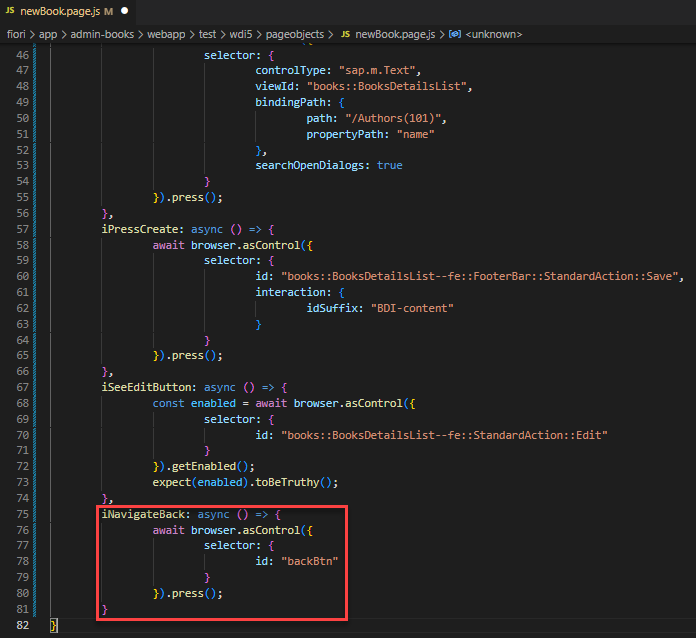 JS newBook.page.js M ●
fiori > app > admin-books > webapp > test > wdi5 > pageobjects > JS newBook.page.js > <unknown>
46 selector: {
47 controlType: "sap.m.Text",
48 viewId: "books::BooksDetailsList",
49 bindingPath: {
50 path: "/Authors(101)",
51 propertyPath: "name"
52 },
53 searchOpenDialogs: true
54 }
55 }).press();
56 },
57 iPressCreate: async () => {
58 await browser.asControl({
59 selector: {
60 id: "books::BooksDetailsList--fe::FooterBar::StandardAction::Save",
61 interaction: {
62 idSuffix: "BDI-content"
63 }
64 }
65 }).press();
66 },
67 iSeeEditButton: async () => {
68 const enabled = await browser.asControl({
69 selector: {
70 id: "books::BooksDetailsList--fe::StandardAction::Edit"
71 }
72 }).getEnabled();
73 expect(enabled).toBeTruthy();
74 },
75 iNavigateBack: async () => {
76 await browser.asControl({
77 selector: {
78 id: "backBtn"
79 }
80 }).press();
81 }
82 }